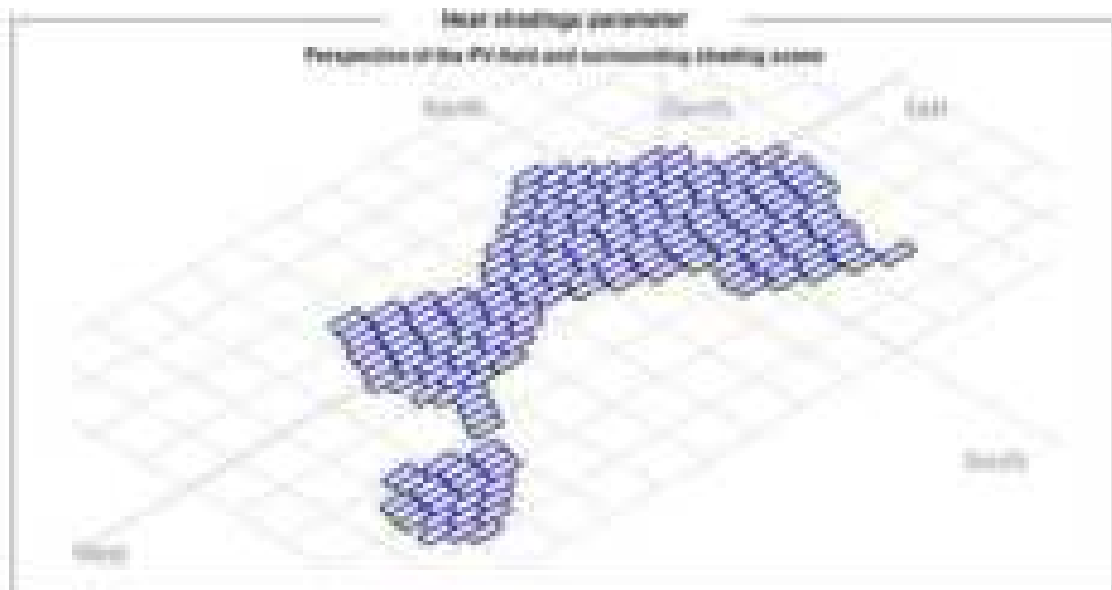 Near shadings parameter
Perspective of the PV-field and surrounding shading scene
North Zenith East
South
West